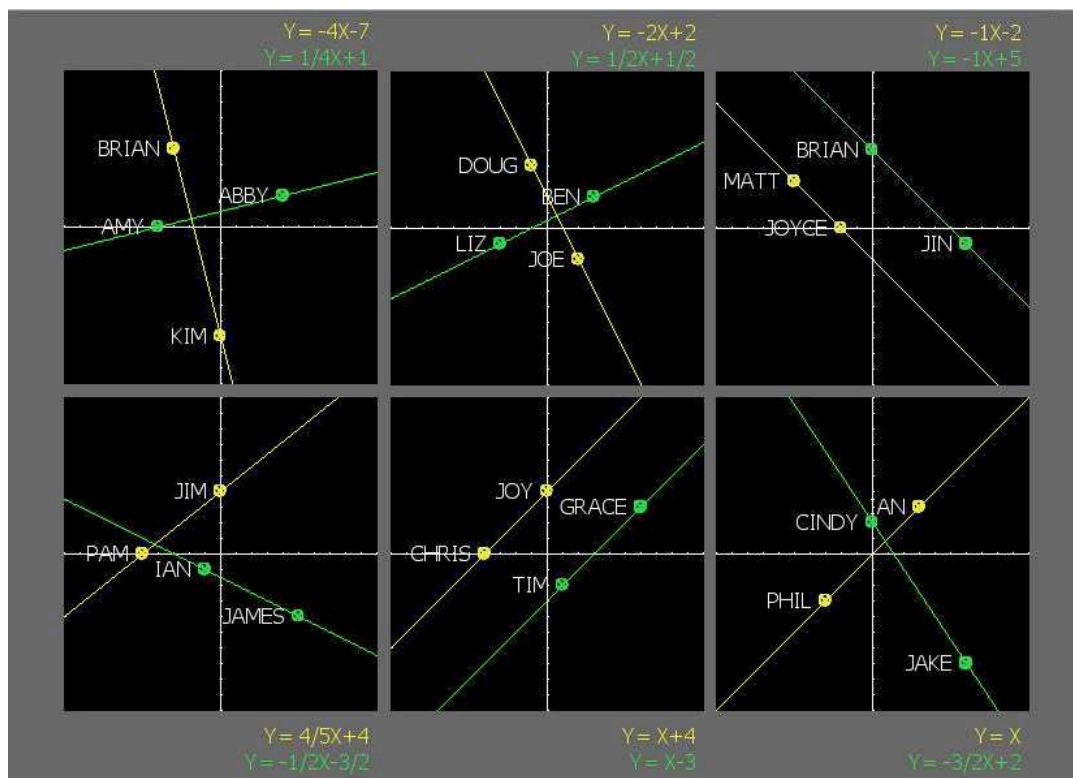 Y= -4X-7
Y= 1/4X+1
Y= -2X+2
Y= 1/2X+1/2
Y= -1X-2
Y= -1X+5
BRIAN
ABBY
AMY
KIM
DOUG
BEN
LIZ
JOE
BRIAN
MATT
JOYCE
JIN
JIM
PAM
IAN
JAMES
JOY
GRACE
CHRIS
TIM
IAN
CINDY
PHIL
JAKE
Y= 4/5X+4
Y= -1/2X-3/2
Y= X+4
Y= X-3
Y= X
Y= -3/2X+2